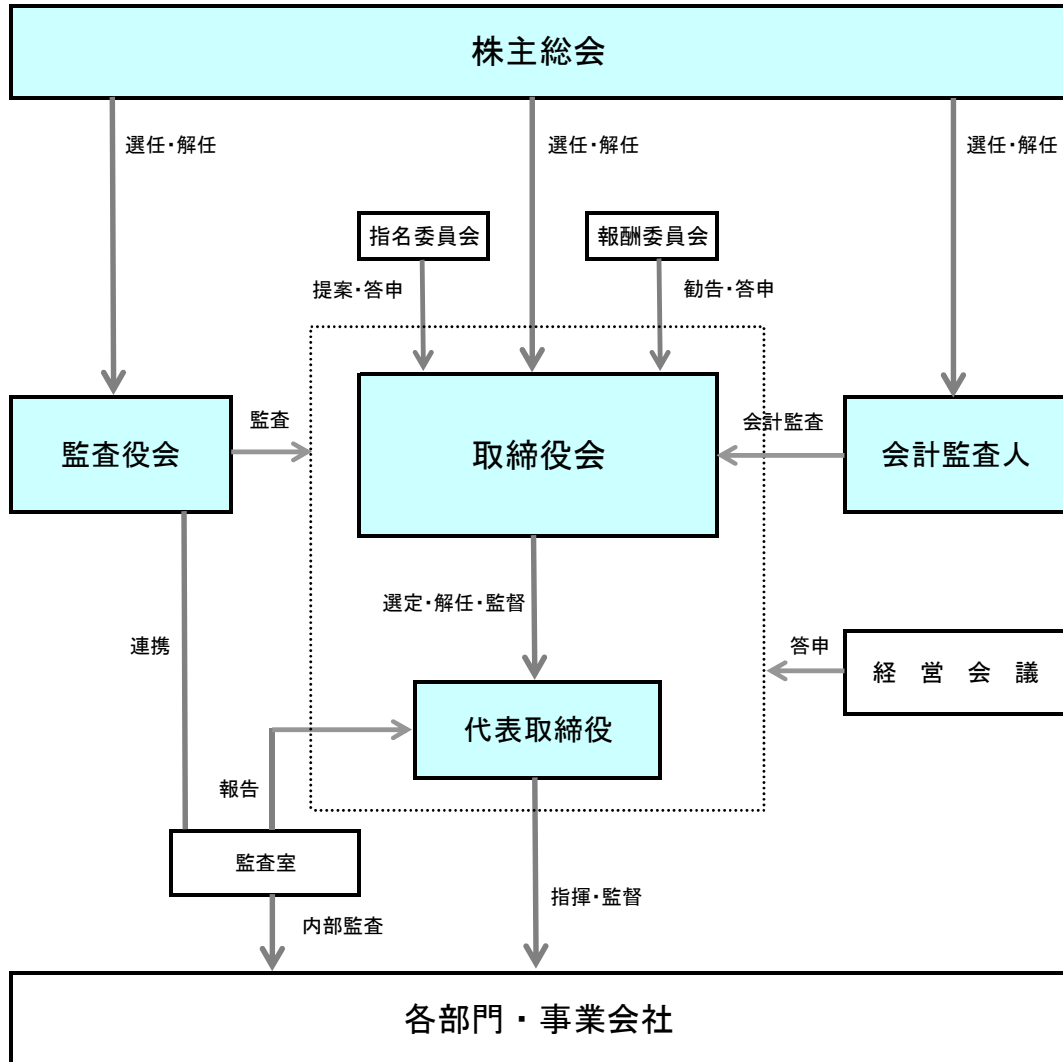 株主総会
選任・解任
選任・解任
選任・解任
指名委員会
報酬委員会
提案・答申
勧告・答申
監査役会
監査
取締役会
会計監査
会計監査人
選定・解任・監督
連携
答申
経 営 会 議
代表取締役
報告
監査室
指揮・監督
内部監査
各部門・事業会社